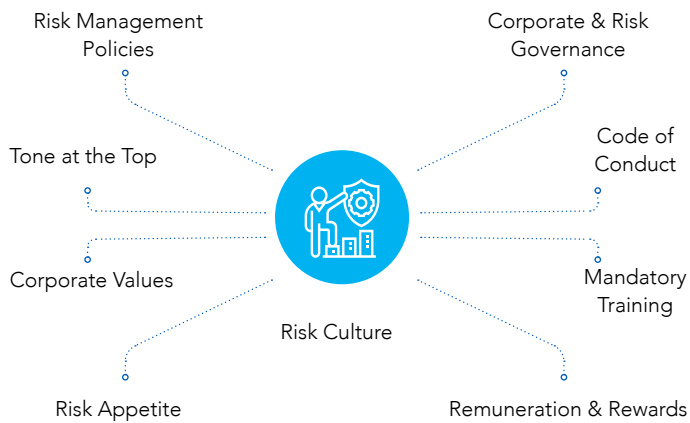 Risk Management
Policies
Corporate & Risk
Governance
Tone at the Top
Code of
Conduct
Corporate Values
Mandatory
Training
Risk Culture
Risk Appetite
Remuneration & Rewards